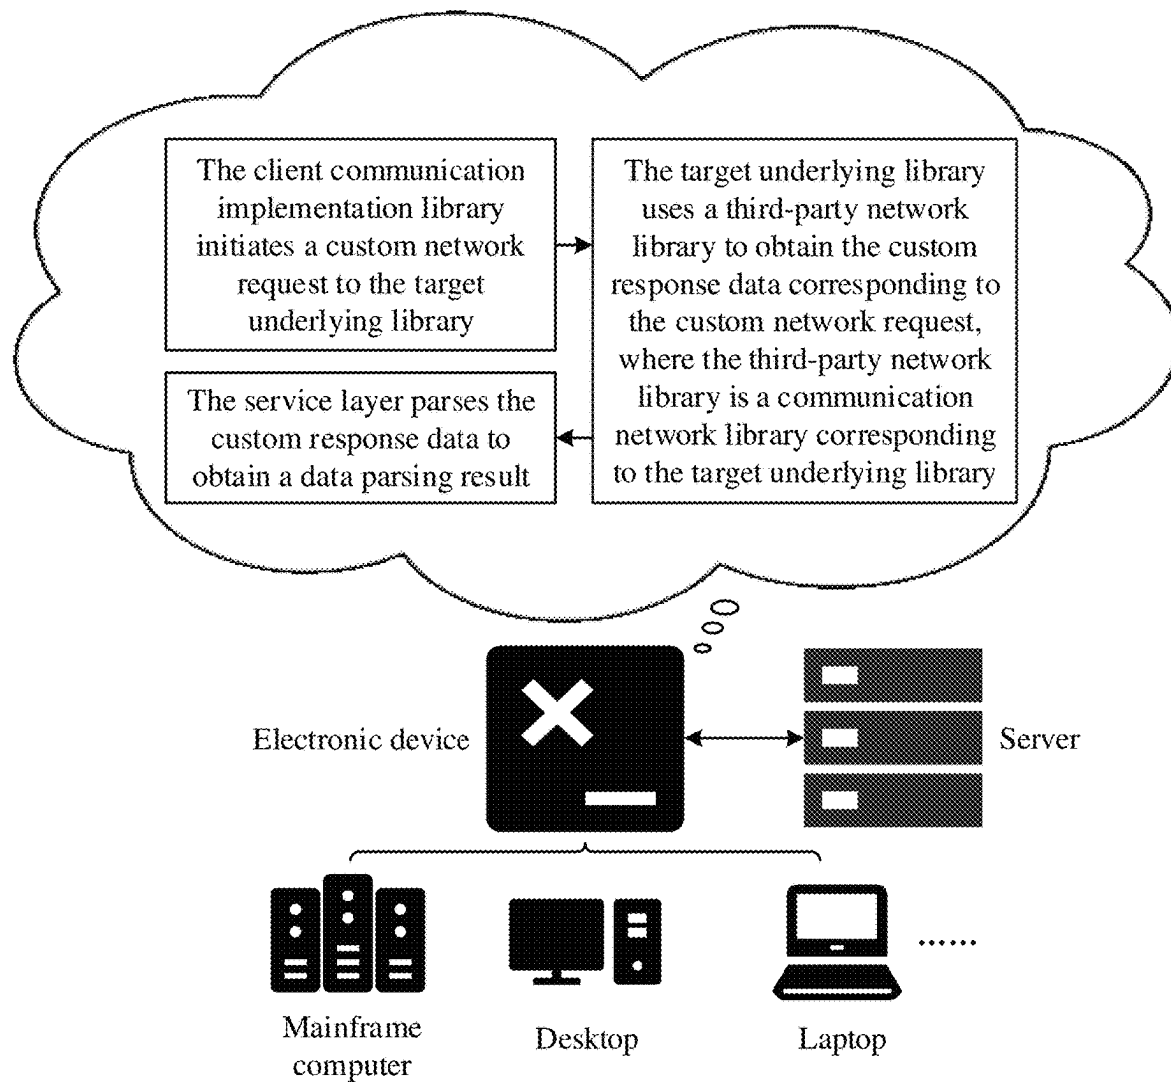 The client communication
implementation library
initiates a custom network
request to the target
underlying library
The target underlying library
uses a third-party network
library to obtain the custom
response data corresponding to
the custom network request,
where the third-party network
library is a communication
network library corresponding
to the target underlying library
The service layer parses the
custom response data to
obtain a data parsing result
Electronic device
Server
Mainframe
computer
Desktop
Laptop
......